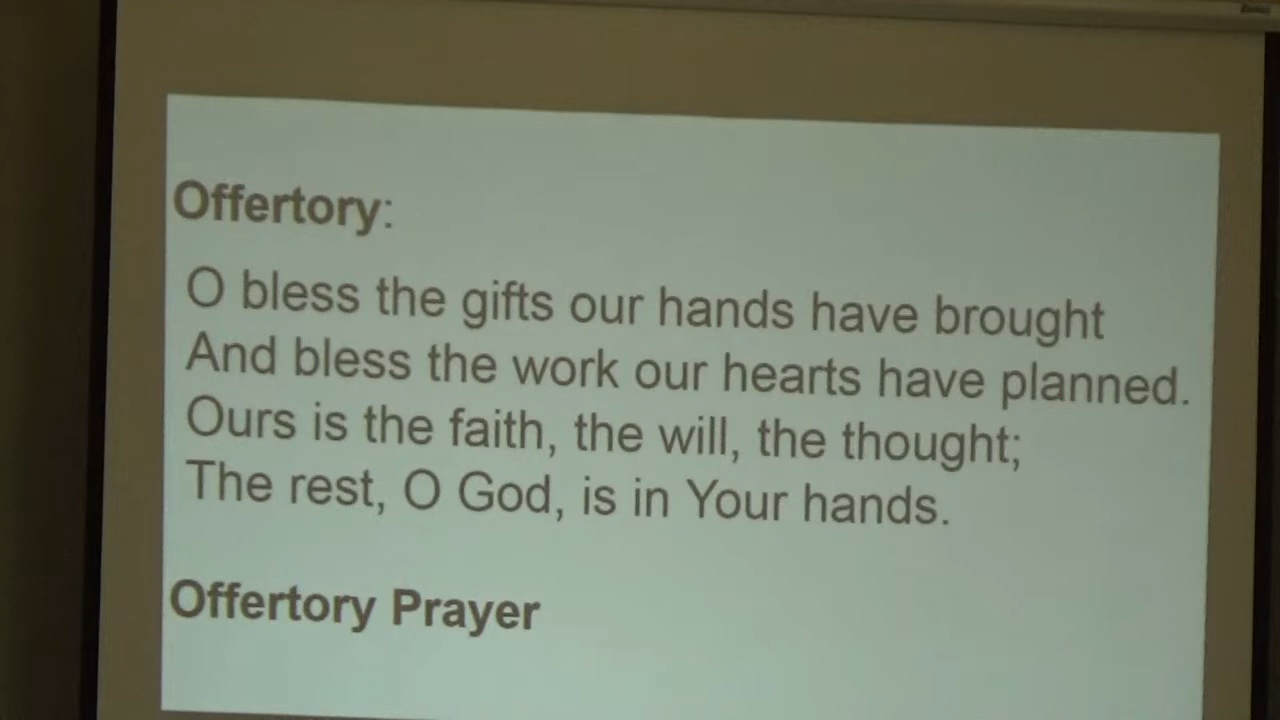 Offertory:
O bless the gifts our hands have brought
And bless the work our hearts have planned.
Ours is the faith, the will, the thought;
The rest, O God, is in Your hands.
Offertory Prayer